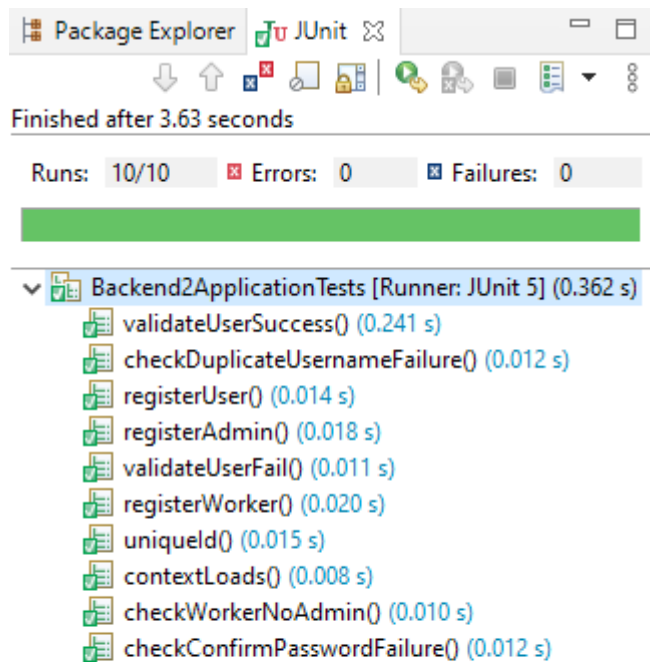 Package Explorer JUnit
Finished after 3.63 seconds
Runs: 10/10 Errors: 0 Failures: 0
Backend2ApplicationTests [Runner: JUnit 5] (0.362 s)
validateUserSuccess() (0.241 s)
checkDuplicateUsernameFailure() (0.012 s)
registerUser() (0.014 s)
registerAdmin() (0.018 s)
validateUserFail() (0.011 s)
registerWorker() (0.020 s)
uniqueId() (0.015 s)
contextLoads() (0.008 s)
checkWorkerNoAdmin() (0.010 s)
checkConfirmPasswordFailure() (0.012 s)